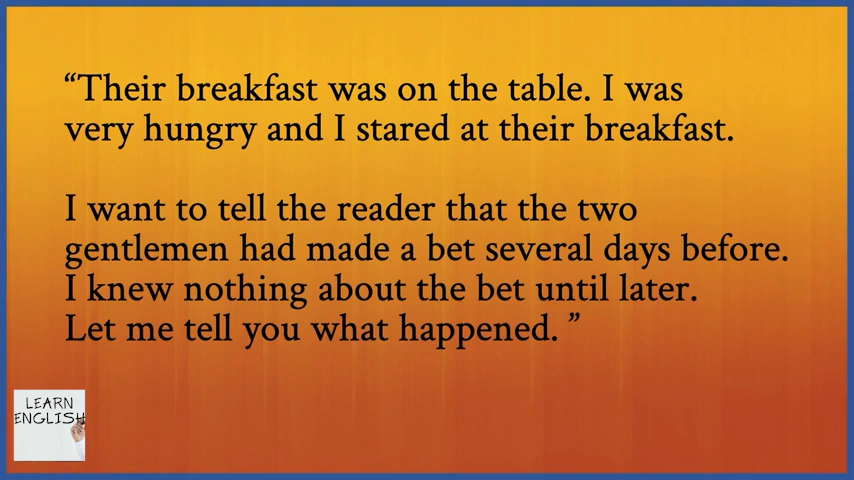 “Their breakfast was on the table. I was
very hungry and I stared at their breakfast.
I want to tell the reader that the two
gentlemen had made a bet several days before.
I knew nothing about the bet until later.
Let me tell you what happened. ”
LEARN
ENGLISH